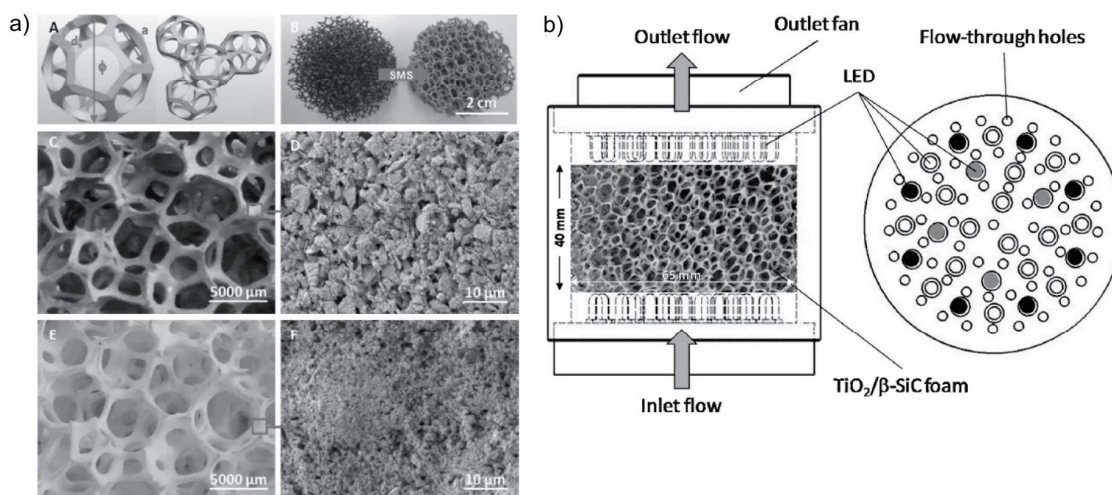 a)
A
d_s
a
ϕ
B
SMS
2 cm
C
5000 µm
D
10 µm
E
5000 µm
F
10 µm
b)
Outlet fan
Outlet flow
Flow-through holes
LED
40 mm
65 mm
TiO₂/β-SiC foam
Inlet flow